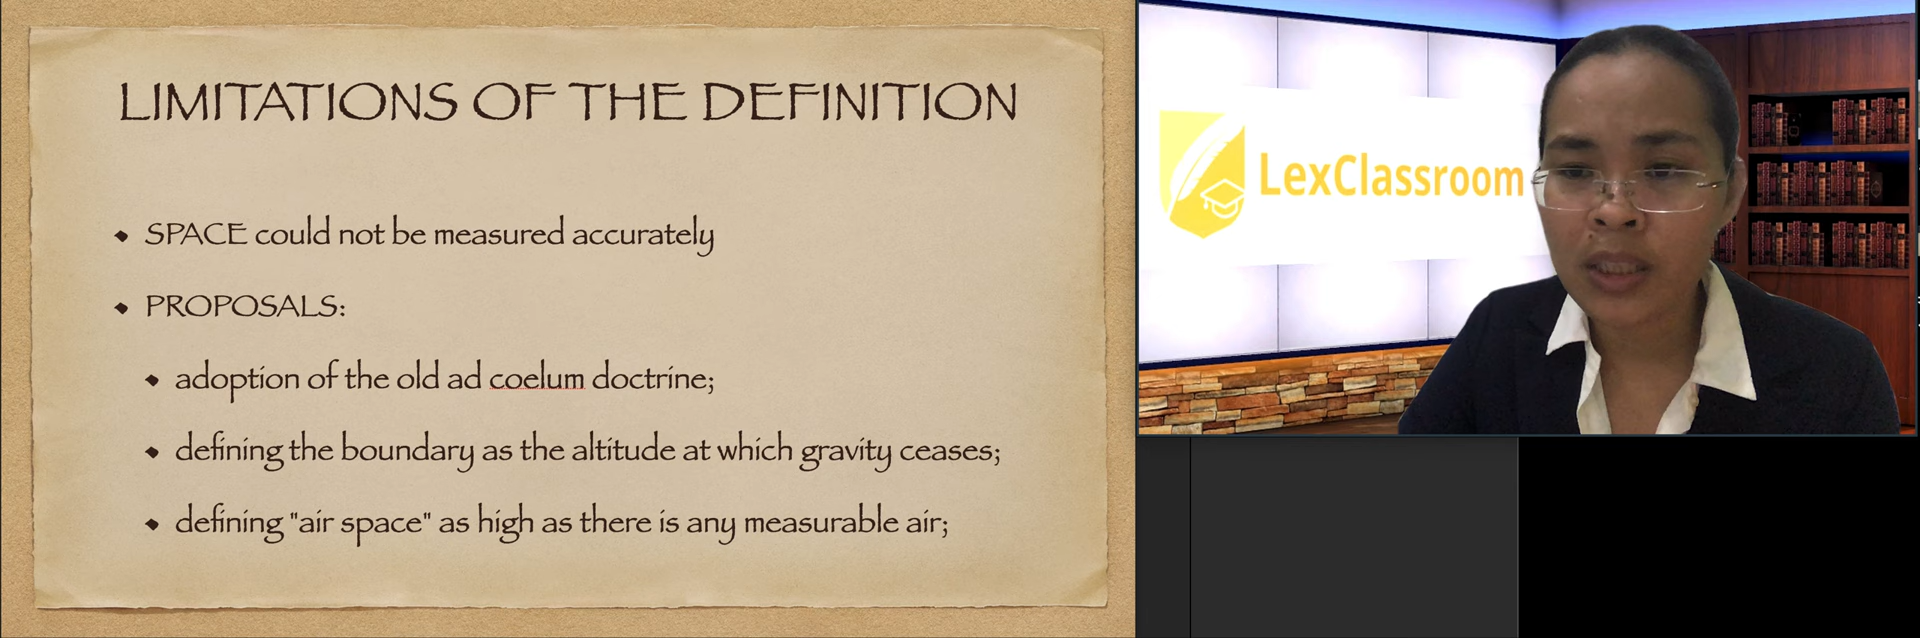 LIMITATIONS OF THE DEFINITION
• SPACE could not be measured accurately
• PROPOSALS:
• adoption of the old ad coelum doctrine;
• defining the boundary as the altitude at which gravity ceases;
• defining "air space" as high as there is any measurable air;
LexClassroom